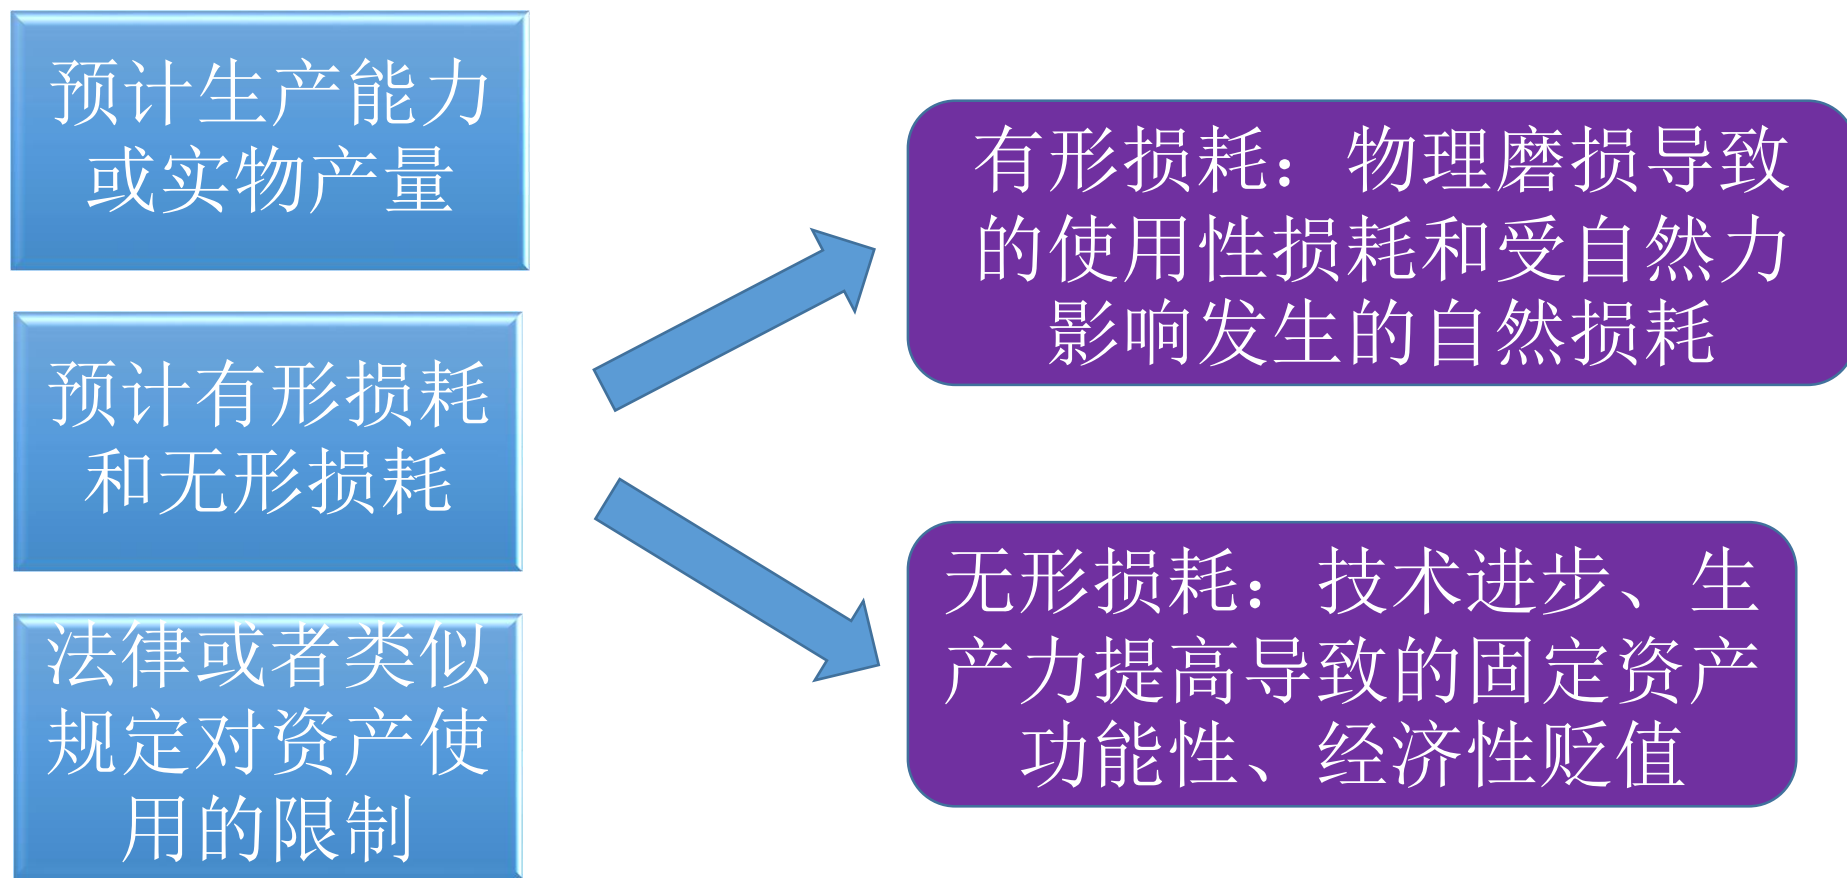 预计生产能力
或实物产量
预计有形损耗
和无形损耗
法律或者类似
规定对资产使
用的限制
有形损耗：物理磨损导致
的使用性损耗和受自然力
影响发生的自然损耗
无形损耗：技术进步、生
产力提高导致的固定资产
功能性、经济性贬值